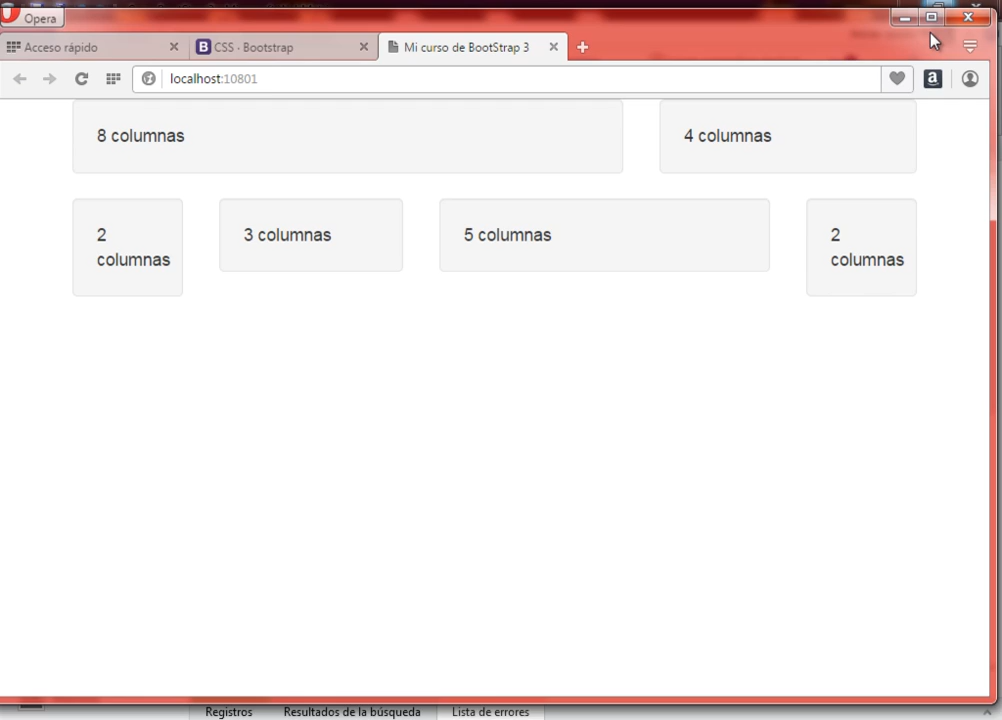 Opera
Acceso rápido
B CSS · Bootstrap
Mi curso de BootStrap 3
localhost:10801
a
8 columnas
4 columnas
2
columnas
3 columnas
5 columnas
2
columnas
Registros
Resultados de la búsqueda
Lista de errores